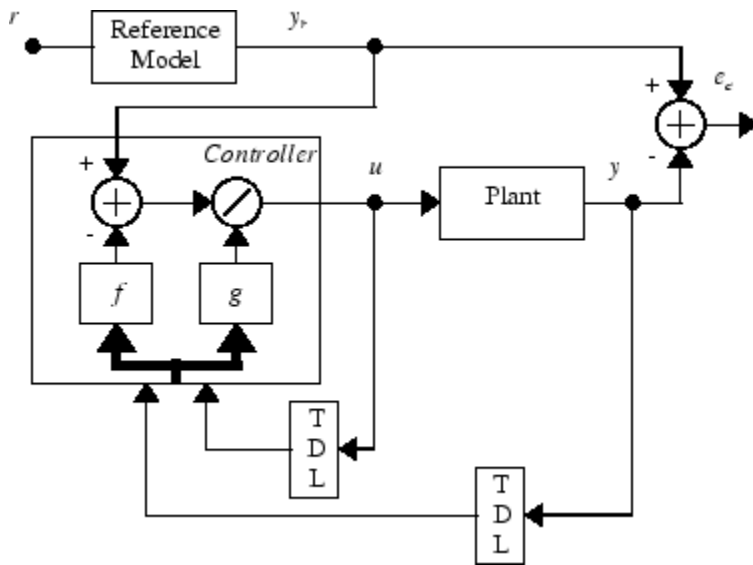 r
Reference
Model
yr
+
ec
-
Controller
+
u
Plant
y
-
f
g
T
D
L
T
D
L